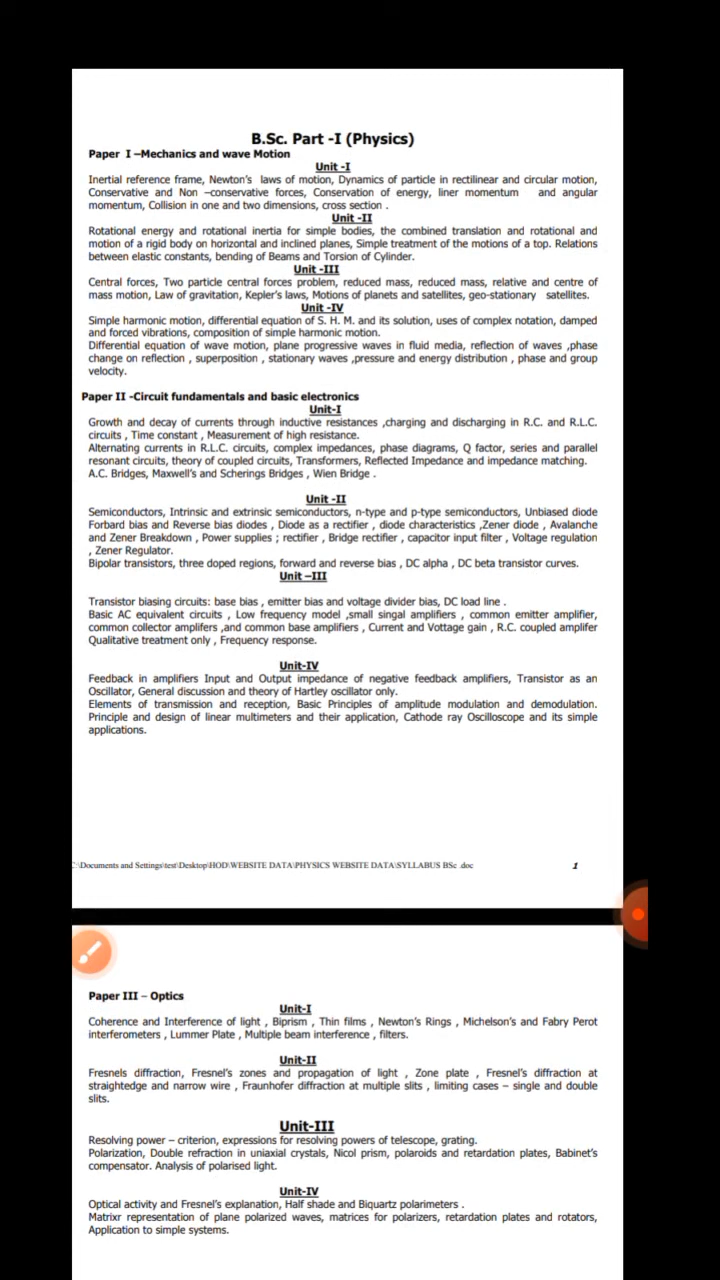 B.Sc. Part -I (Physics)
Paper I –Mechanics and wave Motion
Unit -I
Inertial reference frame, Newton's laws of motion, Dynamics of particle in rectilinear and circular motion,
Conservative and Non –conservative forces, Conservation of energy, liner momentum and angular
momentum, Collision in one and two dimensions, cross section .
Unit -II
Rotational energy and rotational inertia for simple bodies, the combined translation and rotational and
motion of a rigid body on horizontal and inclined planes, Simple treatment of the motions of a top. Relations
between elastic constants, bending of Beams and Torsion of Cylinder.
Unit -III
Central forces, Two particle central forces problem, reduced mass, reduced mass, relative and centre of
mass motion, Law of gravitation, Kepler's laws, Motions of planets and satellites, geo-stationary satellites.
Unit -IV
Simple harmonic motion, differential equation of S. H. M. and its solution, uses of complex notation, damped
and forced vibrations, composition of simple harmonic motion.
Differential equation of wave motion, plane progressive waves in fluid media, reflection of waves ,phase
change on reflection , superposition , stationary waves ,pressure and energy distribution , phase and group
velocity.
Paper II -Circuit fundamentals and basic electronics
Unit-I
Growth and decay of currents through inductive resistances ,charging and discharging in R.C. and R.L.C.
circuits , Time constant , Measurement of high resistance.
Alternating currents in R.L.C. circuits, complex impedances, phase diagrams, Q factor, series and parallel
resonant circuits, theory of coupled circuits, Transformers, Reflected Impedance and impedance matching.
A.C. Bridges, Maxwell's and Scherings Bridges , Wien Bridge .
Unit -II
Semiconductors, Intrinsic and extrinsic semiconductors, n-type and p-type semiconductors, Unbiased diode
Forbard bias and Reverse bias diodes , Diode as a rectifier , diode characteristics ,Zener diode , Avalanche
and Zener Breakdown , Power supplies ; rectifier , Bridge rectifier , capacitor input filter , Voltage regulation
, Zener Regulator.
Bipolar transistors, three doped regions, forward and reverse bias , DC alpha , DC beta transistor curves.
Unit –III
Transistor biasing circuits: base bias , emitter bias and voltage divider bias, DC load line .
Basic AC equivalent circuits , Low frequency model ,small singal amplifiers , common emitter amplifier,
common collector amplifers ,and common base amplifiers , Current and Vottage gain , R.C. coupled amplifer
Qualitative treatment only , Frequency response.
Unit-IV
Feedback in amplifiers Input and Output impedance of negative feedback amplifiers, Transistor as an
Oscillator, General discussion and theory of Hartley oscillator only.
Elements of transmission and reception, Basic Principles of amplitude modulation and demodulation.
Principle and design of linear multimeters and their application, Cathode ray Oscilloscope and its simple
applications.
C:\Documents and Settings\test\Desktop\HOD\WEBSITE DATA\PHYSICS WEBSITE DATA\SYLLABUS BSc .doc 1
Paper III – Optics
Unit-I
Coherence and Interference of light , Biprism , Thin films , Newton's Rings , Michelson's and Fabry Perot
interferometers , Lummer Plate , Multiple beam interference , filters.
Unit-II
Fresnels diffraction, Fresnel's zones and propagation of light , Zone plate , Fresnel's diffraction at
straightedge and narrow wire , Fraunhofer diffraction at multiple slits , limiting cases – single and double
slits.
Unit-III
Resolving power – criterion, expressions for resolving powers of telescope, grating.
Polarization, Double refraction in uniaxial crystals, Nicol prism, polaroids and retardation plates, Babinet's
compensator. Analysis of polarised light.
Unit-IV
Optical activity and Fresnel's explanation, Half shade and Biquartz polarimeters .
Matrixr representation of plane polarized waves, matrices for polarizers, retardation plates and rotators,
Application to simple systems.